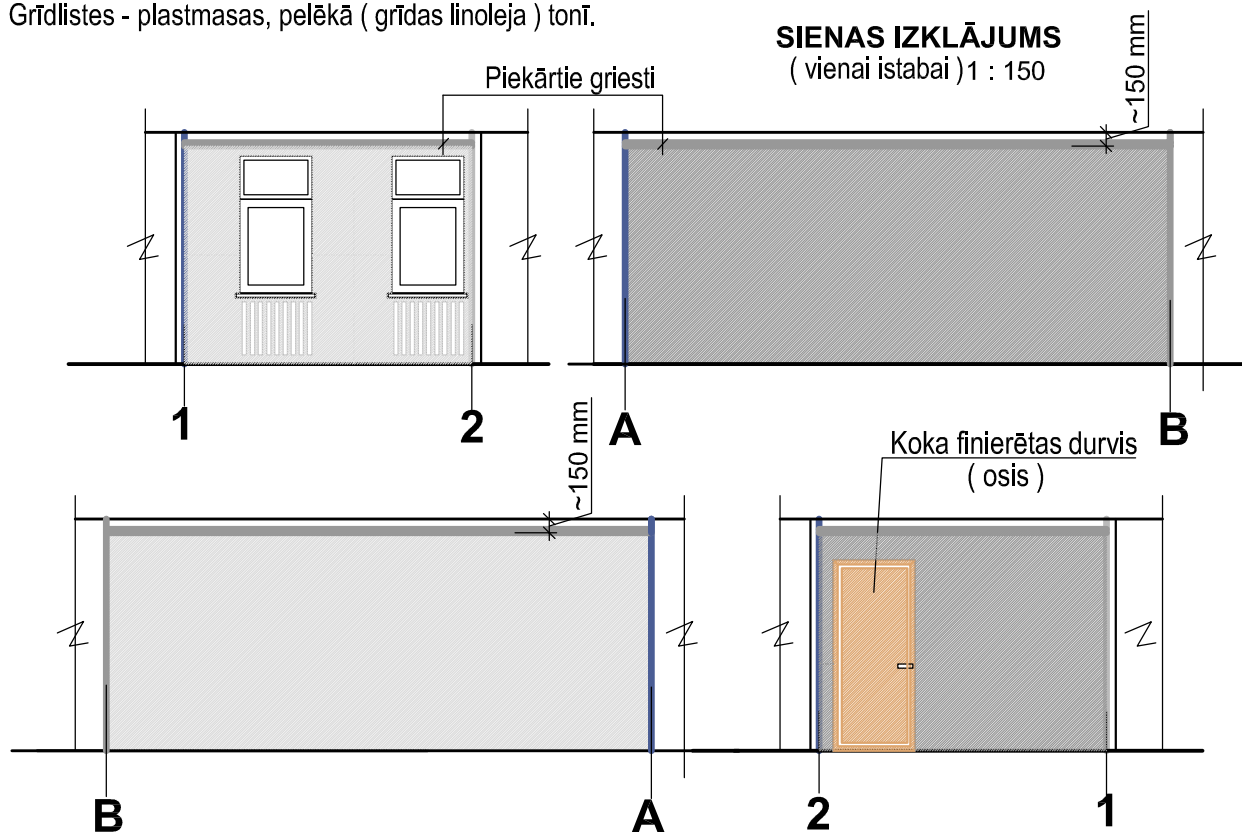 Grīdlistes - plastmasas, pelēkā ( grīdas linoleja ) tonī.
SIENAS IZKLĀJUMS
( vienai istabai ) 1 : 150
~150 mm
Piekārtie griesti
1
2
A
B
~150 mm
Koka finierētas durvis
( osis )
B
A
2
1